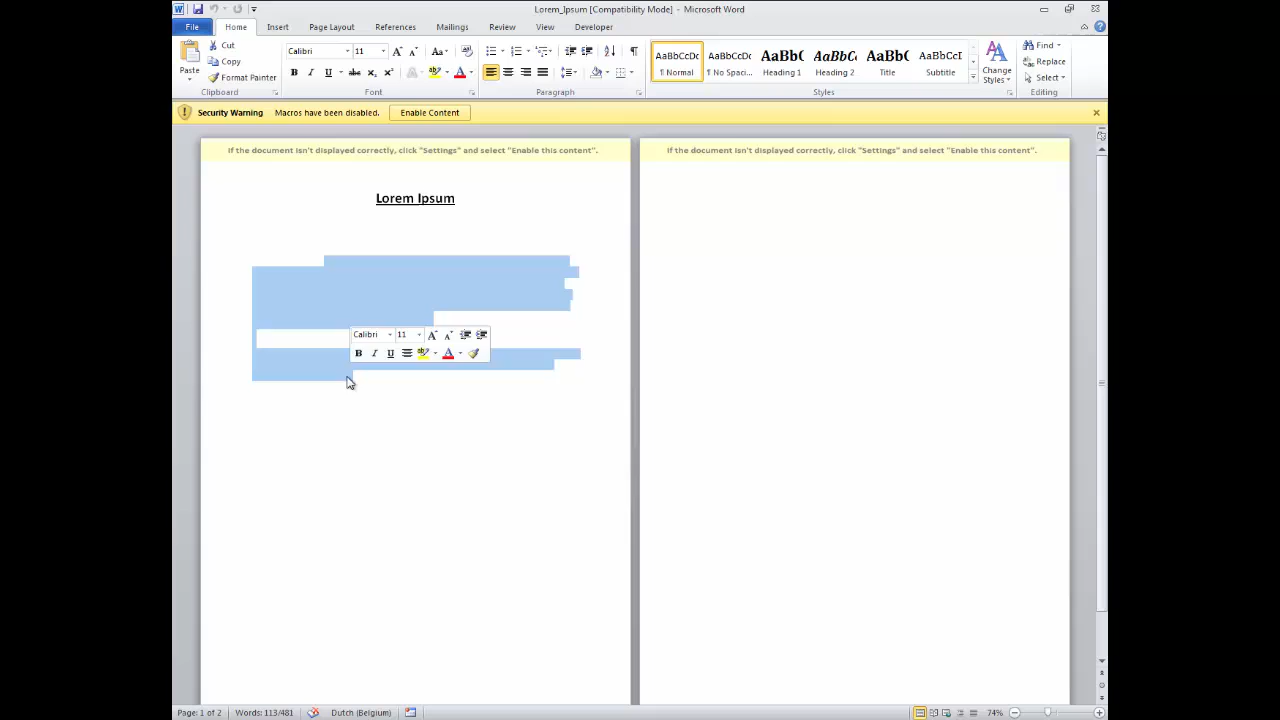 Lorem_Ipsum [Compatibility Mode] - Microsoft Word
File Home Insert Page Layout References Mailings Review View Developer
Paste
Cut
Copy
Format Painter
Clipboard
Calibri 11
Font
Paragraph
AaBbCcDc AaBbCcDc AaBbC AaBbCc AaBbC AaBbCcI
¶ Normal ¶ No Spaci... Heading 1 Heading 2 Title Subtitle
Change
Styles
Styles
Find
Replace
Select
Editing
Security Warning Macros have been disabled. Enable Content
If the document isn't displayed correctly, click "Settings" and select "Enable this content".
Lorem Ipsum
Calibri 11
B I U
If the document isn't displayed correctly, click "Settings" and select "Enable this content".
Page: 1 of 2 Words: 113/481 Dutch (Belgium) 74%